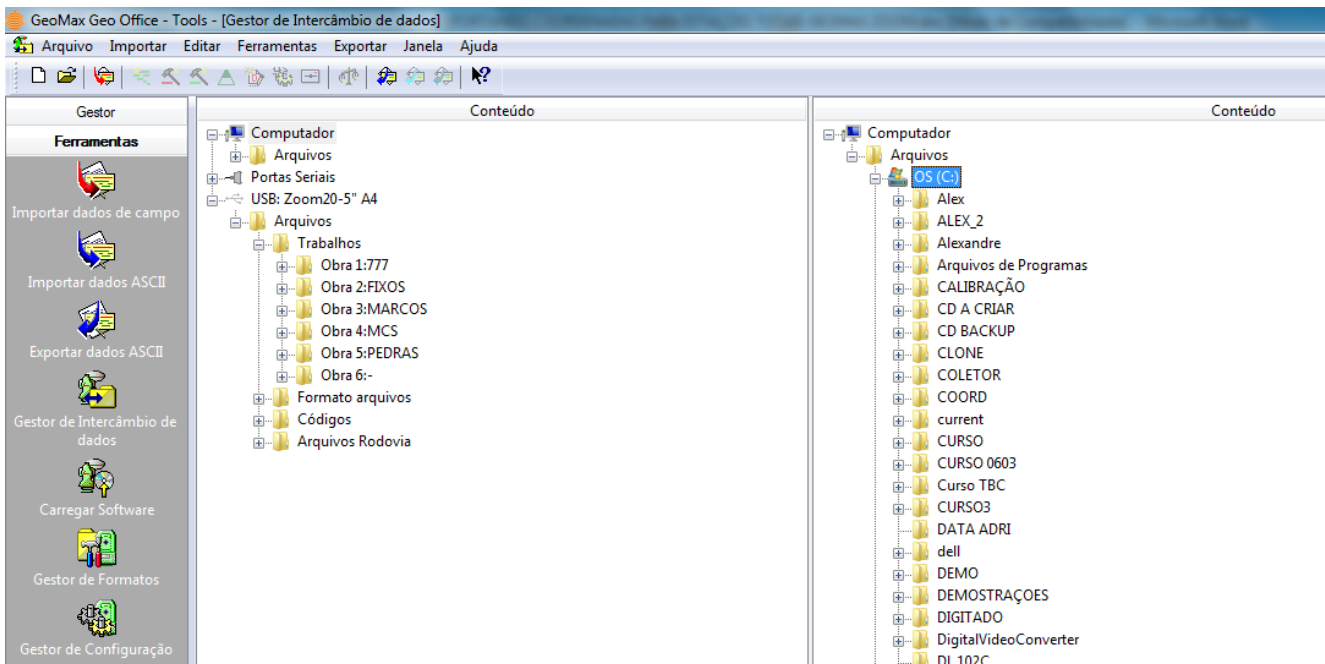 GeoMax Geo Office - Tools - [Gestor de Intercâmbio de dados]
Arquivo Importar Editar Ferramentas Exportar Janela Ajuda
Gestor
Ferramentas
Importar dados de campo
Importar dados ASCII
Exportar dados ASCII
Gestor de Intercâmbio de
dados
Carregar Software
Gestor de Formatos
Gestor de Configuração
Conteúdo
Computador
Arquivos
Portas Seriais
USB: Zoom20-5" A4
Arquivos
Trabalhos
Obra 1:777
Obra 2:FIXOS
Obra 3:MARCOS
Obra 4:MCS
Obra 5:PEDRAS
Obra 6:-
Formato arquivos
Códigos
Arquivos Rodovia
Conteúdo
Computador
Arquivos
OS (C:)
Alex
ALEX_2
Alexandre
Arquivos de Programas
CALIBRAÇÃO
CD A CRIAR
CD BACKUP
CLONE
COLETOR
COORD
current
CURSO
CURSO 0603
Curso TBC
CURSO3
DATA ADRI
dell
DEMO
DEMOSTRAÇOES
DIGITADO
DigitalVideoConverter
DL 102C